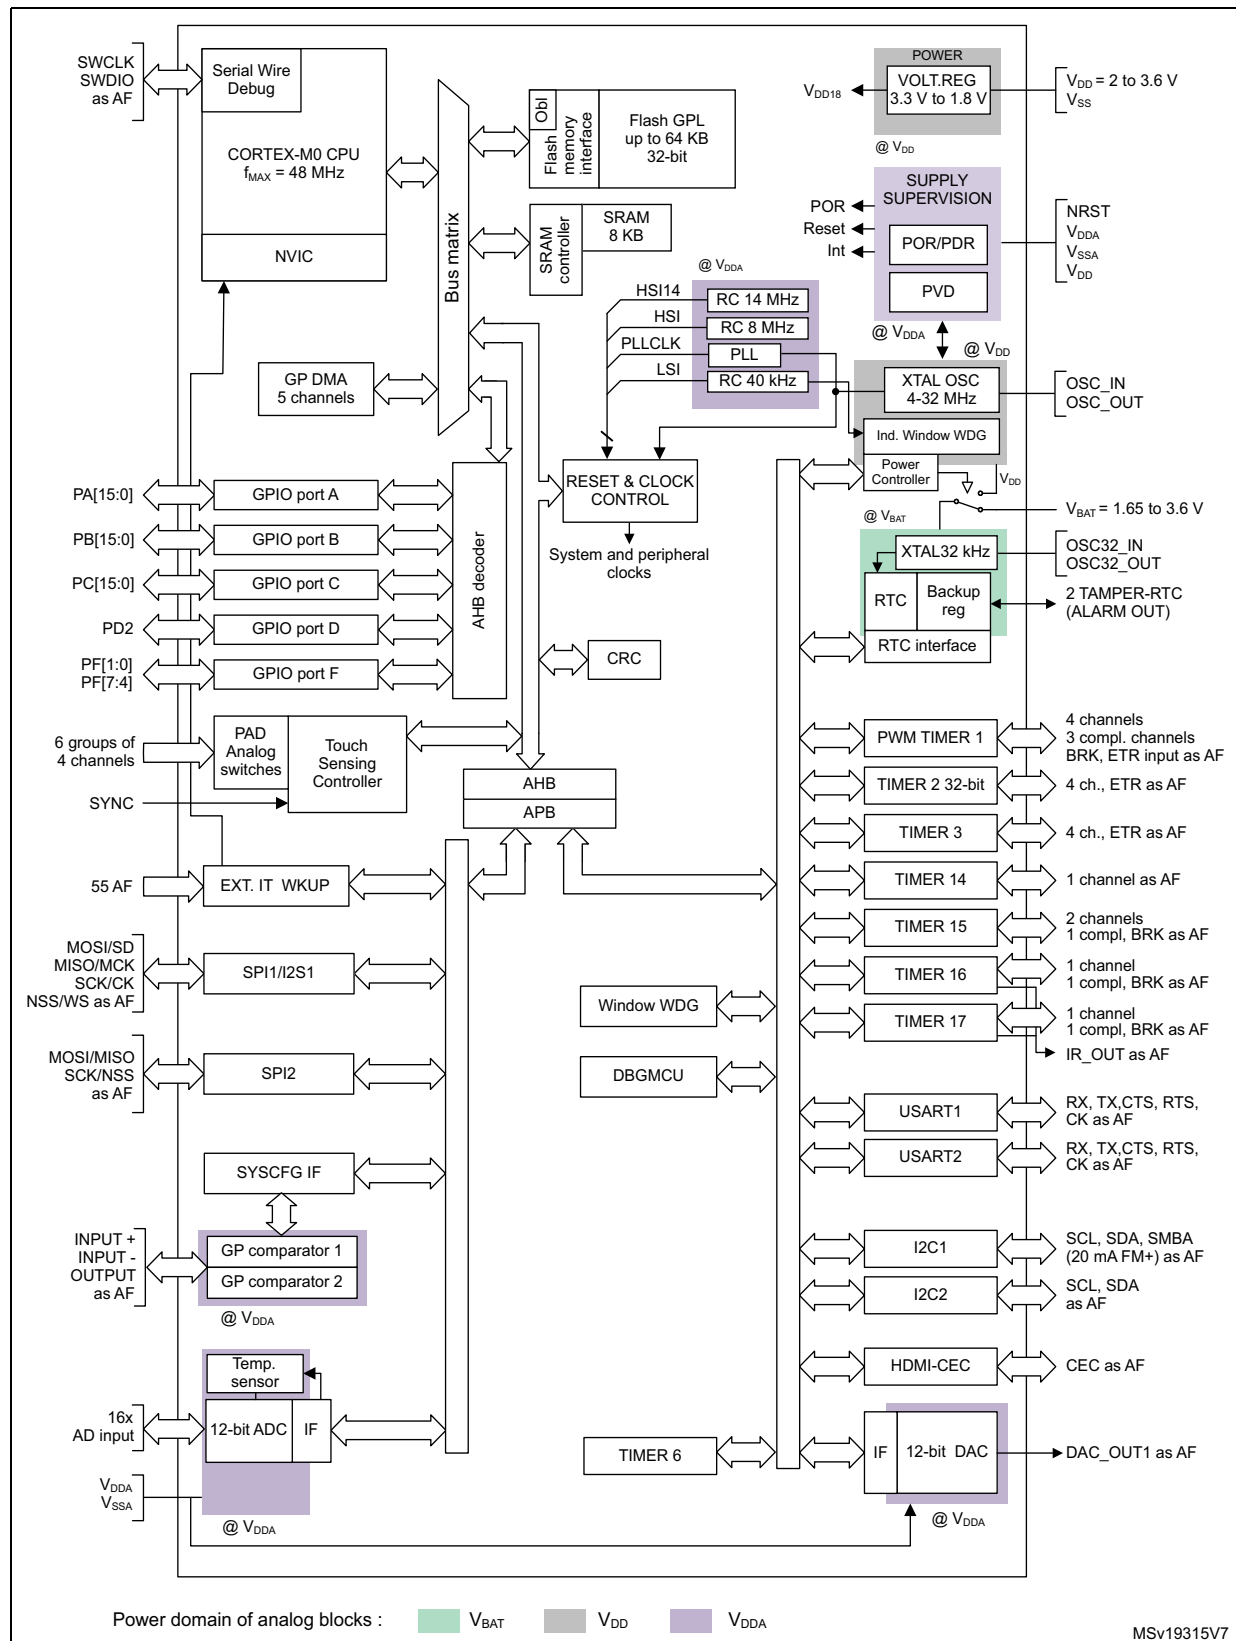 SWCLK
SWDIO
as AF
Serial Wire
Debug
CORTEX-M0 CPU
fMAX = 48 MHz
NVIC
Bus matrix
Obl
Flash
memory
interface
Flash GPL
up to 64 KB
32-bit
SRAM
controller
SRAM
8 KB
POWER
VOLT.REG
3.3 V to 1.8 V
VDD18
VDD = 2 to 3.6 V
VSS
@ VDD
SUPPLY
SUPERVISION
POR
Reset
Int
POR/PDR
PVD
NRST
VDDA
VSSA
VDD
@ VDDA
@ VDDA
@ VDD
HSI14
HSI
PLLCLK
LSI
RC 14 MHz
RC 8 MHz
PLL
RC 40 kHz
XTAL OSC
4-32 MHz
OSC_IN
OSC_OUT
Ind. Window WDG
Power
Controller
VDD
VBAT = 1.65 to 3.6 V
@ VBAT
GP DMA
5 channels
RESET & CLOCK
CONTROL
System and peripheral
clocks
XTAL32 kHz
OSC32_IN
OSC32_OUT
RTC
Backup
reg
2 TAMPER-RTC
(ALARM OUT)
RTC interface
PA[15:0]
GPIO port A
PB[15:0]
GPIO port B
PC[15:0]
GPIO port C
PD2
GPIO port D
PF[1:0]
PF[7:4]
GPIO port F
AHB decoder
CRC
6 groups of
4 channels
PAD
Analog
switches
Touch
Sensing
Controller
SYNC
AHB
APB
PWM TIMER 1
4 channels
3 compl. channels
BRK, ETR input as AF
TIMER 2 32-bit
4 ch., ETR as AF
TIMER 3
4 ch., ETR as AF
55 AF
EXT. IT WKUP
TIMER 14
1 channel as AF
TIMER 15
2 channels
1 compl, BRK as AF
MOSI/SD
MISO/MCK
SCK/CK
NSS/WS as AF
SPI1/I2S1
TIMER 16
1 channel
1 compl, BRK as AF
Window WDG
TIMER 17
1 channel
1 compl, BRK as AF
IR_OUT as AF
MOSI/MISO
SCK/NSS
as AF
SPI2
DBGMCU
USART1
RX, TX,CTS, RTS,
CK as AF
USART2
RX, TX,CTS, RTS,
CK as AF
SYSCFG IF
INPUT +
INPUT -
OUTPUT
as AF
GP comparator 1
GP comparator 2
@ VDDA
I2C1
SCL, SDA, SMBA
(20 mA FM+) as AF
I2C2
SCL, SDA
as AF
HDMI-CEC
CEC as AF
Temp.
sensor
16x
AD input
12-bit ADC
IF
TIMER 6
IF
12-bit DAC
DAC_OUT1 as AF
VDDA
VSSA
@ VDDA
@ VDDA
Power domain of analog blocks :
VBAT
VDD
VDDA
MSv19315V7